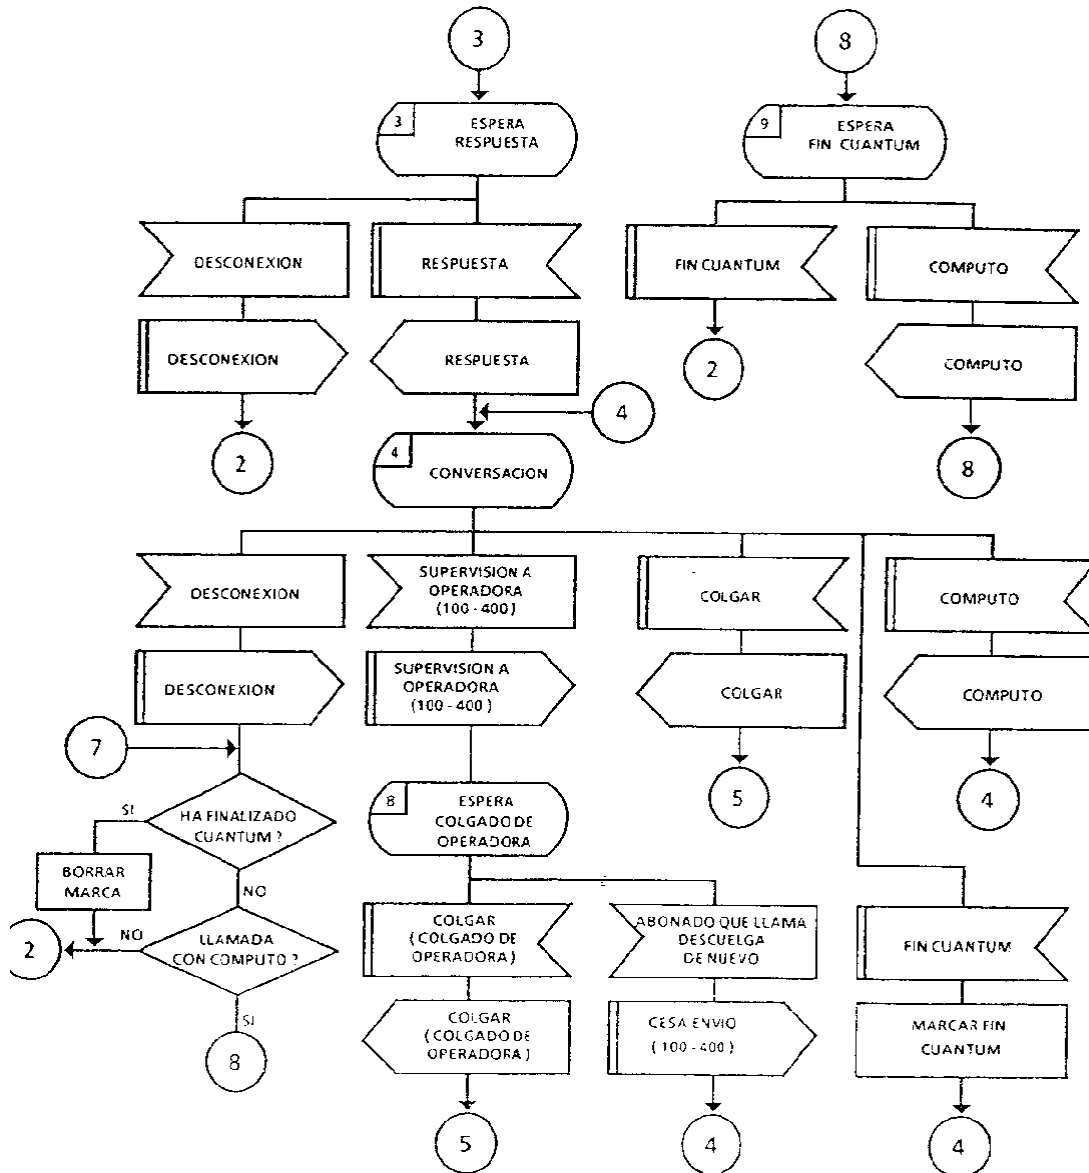 3
8
3
ESPERA
RESPUESTA
9
ESPERA
FIN CUANTUM
DESCONEXION
RESPUESTA
FIN CUANTUM
COMPUTO
DESCONEXION
RESPUESTA
2
COMPUTO
4
2
8
4
CONVERSACION
DESCONEXION
SUPERVISION A
OPERADORA
(100 - 400)
COLGAR
COMPUTO
DESCONEXION
SUPERVISION A
OPERADORA
(100 - 400)
COLGAR
COMPUTO
7
5
4
HA FINALIZADO
CUANTUM ?
SI
8
ESPERA
COLGADO DE
OPERADORA
BORRAR
MARCA
NO
2
NO
LLAMADA
CON COMPUTO ?
COLGAR
( COLGADO DE
OPERADORA )
ABONADO QUE LLAMA
DESCUELGA
DE NUEVO
FIN CUANTUM
SI
8
COLGAR
( COLGADO DE
OPERADORA )
CESA ENVIO
( 100 - 400 )
MARCAR FIN
CUANTUM
5
4
4